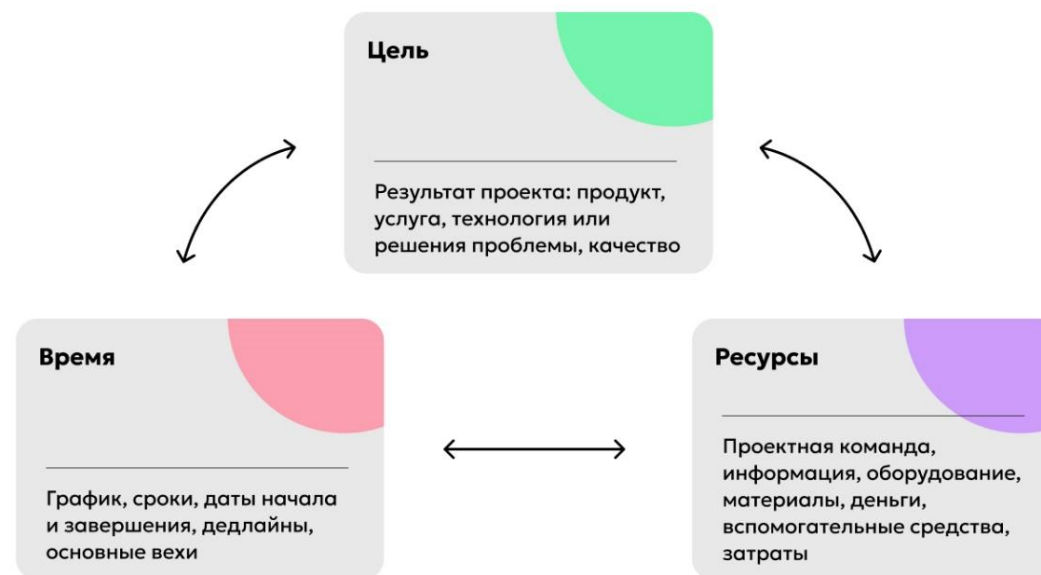 Цель
Результат проекта: продукт,
услуга, технология или
решения проблемы, качество
Время
График, сроки, даты начала
и завершения, дедлайны,
основные вехи
Ресурсы
Проектная команда,
информация, оборудование,
материалы, деньги,
вспомогательные средства,
затраты